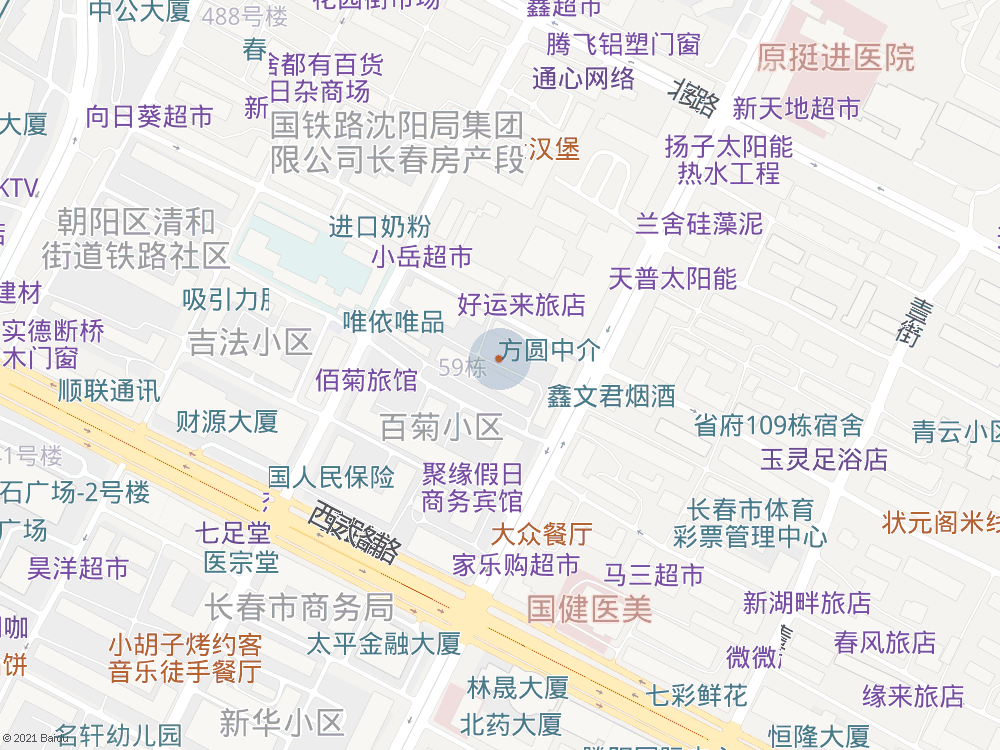 中公大厦
488号楼
花园街市场
鑫超市
春
啥都有百货
日杂商场
腾飞铝塑门窗
通心网络
原挺进医院
新
向日葵超市
大厦
新天地超市
国铁路沈阳局集团
限公司长春房产段
汉堡
扬子太阳能
热水工程
KTV
朝阳区清和
街道铁路社区
进口奶粉
小岳超市
兰舍硅藻泥
天普太阳能
建材
吸引力
好运来旅店
唯依唯品
实德断桥
木门窗
吉法小区
方圆中介
59栋
佰菊旅馆
顺联通讯
财源大厦
百菊小区
鑫文君烟酒
省府109栋宿舍
青云小区
玉灵足浴店
1号楼
石广场-2号楼
广场
国人民保险
聚缘假日
商务宾馆
长春市体育
彩票管理中心
状元阁米线
七足堂
医宗堂
大众餐厅
家乐购超市
昊洋超市
马三超市
长春市商务局
国健医美
新湖畔旅店
咖
饼
小胡子烤约客
音乐徒手餐厅
太平金融大厦
春风旅店
微微
林晟大厦
北药大厦
七彩鲜花
缘来旅店
新华小区
名轩幼儿园
恒隆大厦
© 2021 Baidu